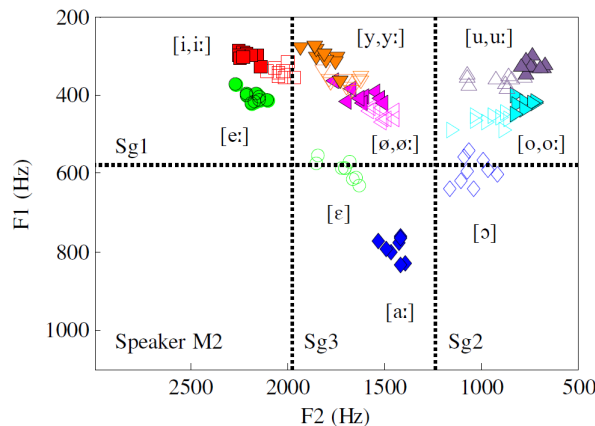 200
400
600
800
1000
F1 (Hz)
[i,iː]
[y,yː]
[u,uː]
[eː]
[ø,øː]
[o,oː]
Sg1
[ɛ]
[ɔ]
[aː]
Speaker M2
Sg3
Sg2
2500
2000
1500
1000
500
F2 (Hz)